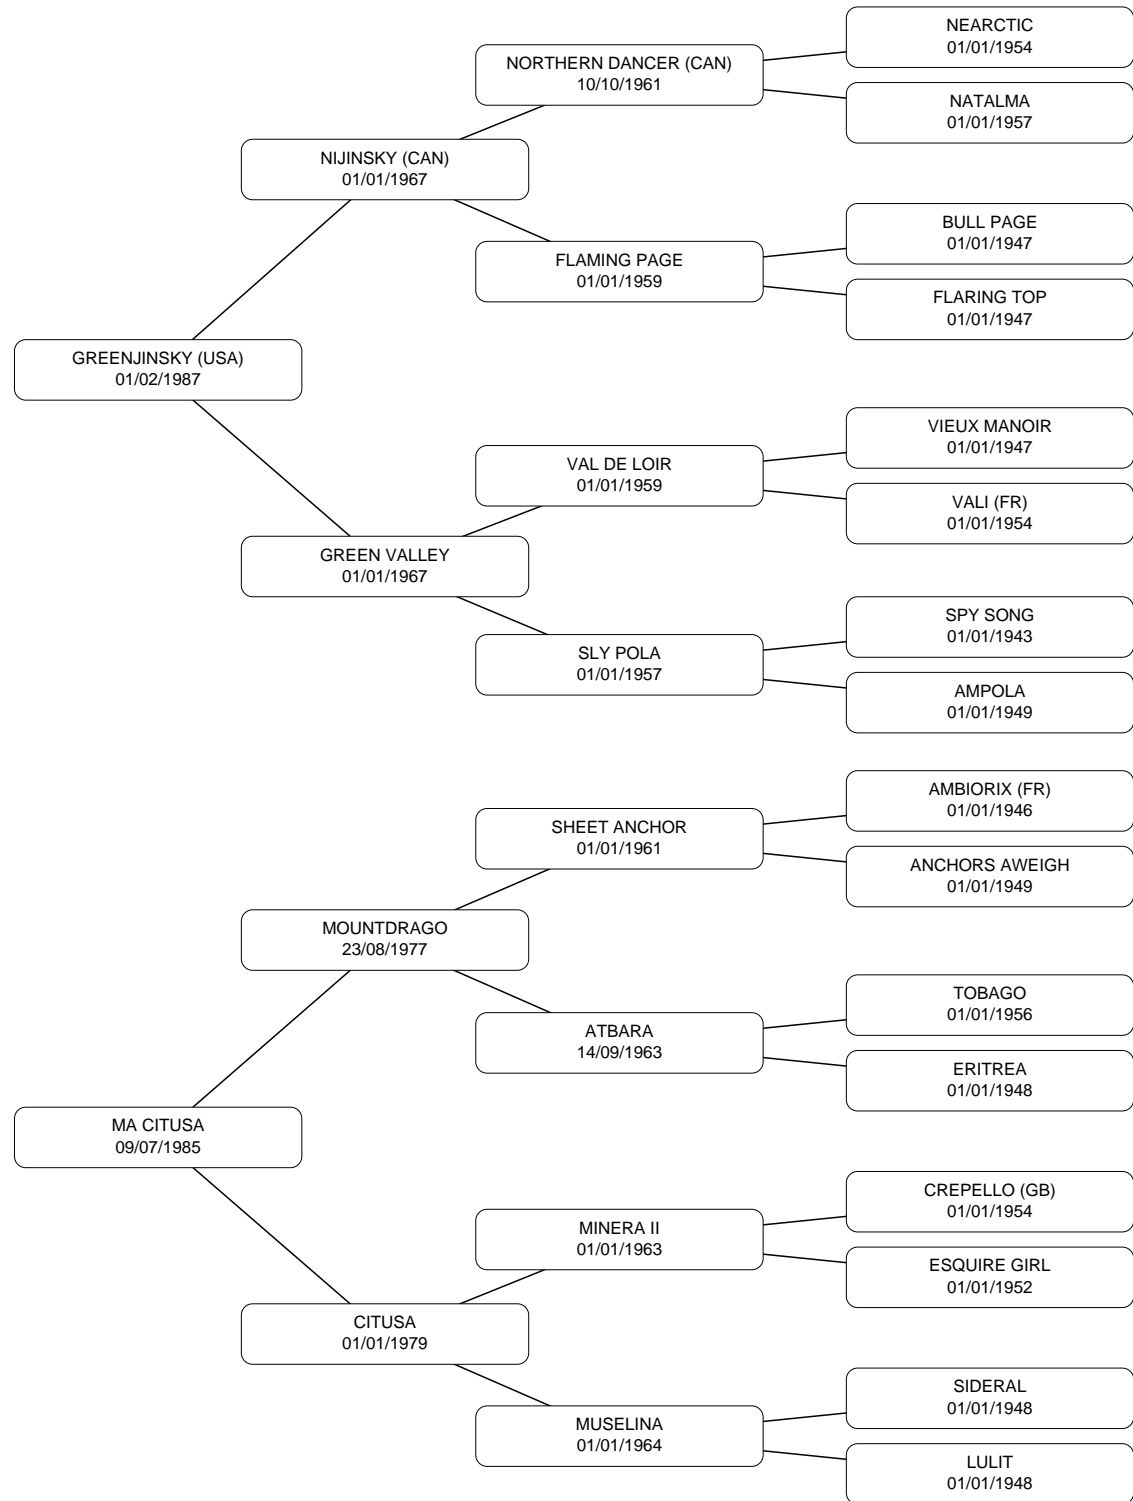 NEARCTIC
01/01/1954
NORTHERN DANCER (CAN)
10/10/1961
NATALMA
01/01/1957
NIJINSKY (CAN)
01/01/1967
BULL PAGE
01/01/1947
FLAMING PAGE
01/01/1959
FLARING TOP
01/01/1947
GREENJINSKY (USA)
01/02/1987
VIEUX MANOIR
01/01/1947
VAL DE LOIR
01/01/1959
VALI (FR)
01/01/1954
GREEN VALLEY
01/01/1967
SPY SONG
01/01/1943
SLY POLA
01/01/1957
AMPOLA
01/01/1949
AMBIORIX (FR)
01/01/1946
SHEET ANCHOR
01/01/1961
ANCHORS AWEIGH
01/01/1949
MOUNTDRAGO
23/08/1977
TOBAGO
01/01/1956
ATBARA
14/09/1963
ERITREA
01/01/1948
MA CITUSA
09/07/1985
CREPELLO (GB)
01/01/1954
MINERA II
01/01/1963
ESQUIRE GIRL
01/01/1952
CITUSA
01/01/1979
SIDERAL
01/01/1948
MUSELINA
01/01/1964
LULIT
01/01/1948